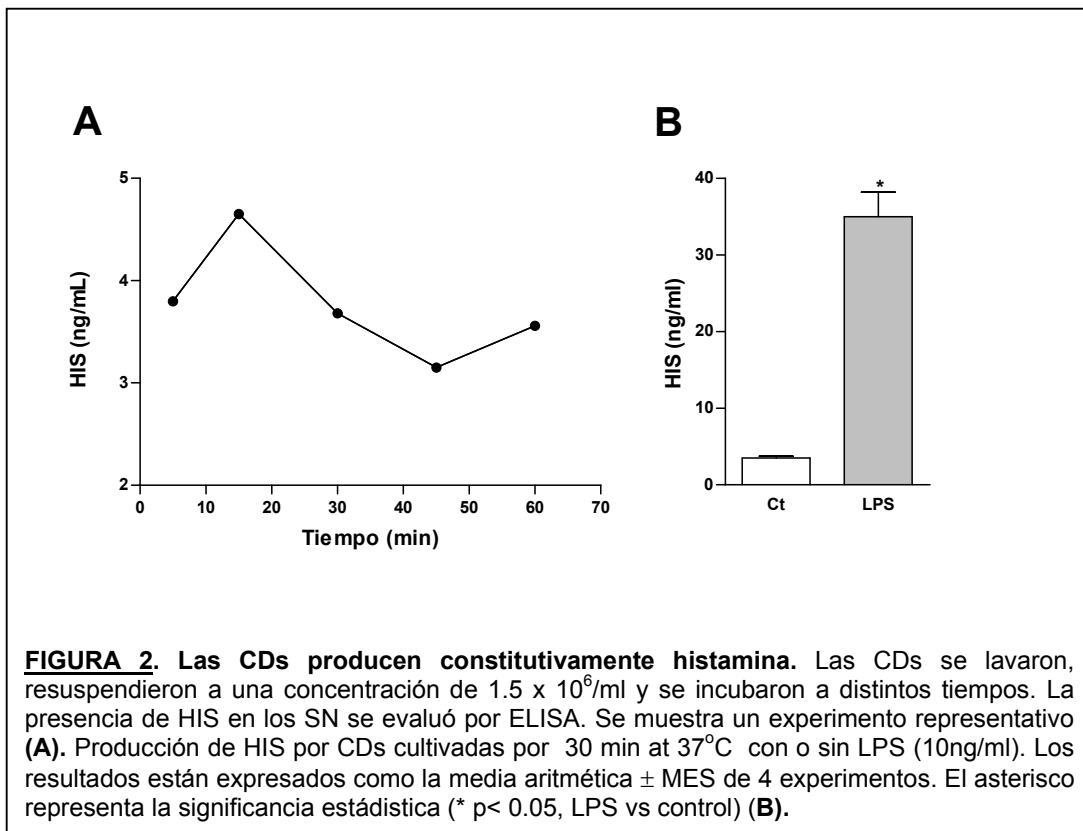 A
B
5
4
3
2
HIS (ng/mL)
0 10 20 30 40 50 60 70
Tiempo (min)
40
30
20
10
0
HIS (ng/ml)
*
Ct LPS
FIGURA 2. Las CDs producen constitutivamente histamina. Las CDs se lavaron,
resuspendieron a una concentración de 1.5 x 10⁶/ml y se incubaron a distintos tiempos. La
presencia de HIS en los SN se evaluó por ELISA. Se muestra un experimento representativo
(A). Producción de HIS por CDs cultivadas por 30 min at 37°C con o sin LPS (10ng/ml). Los
resultados están expresados como la media aritmética ± MES de 4 experimentos. El asterisco
representa la significancia estádistica (* p< 0.05, LPS vs control) (B).